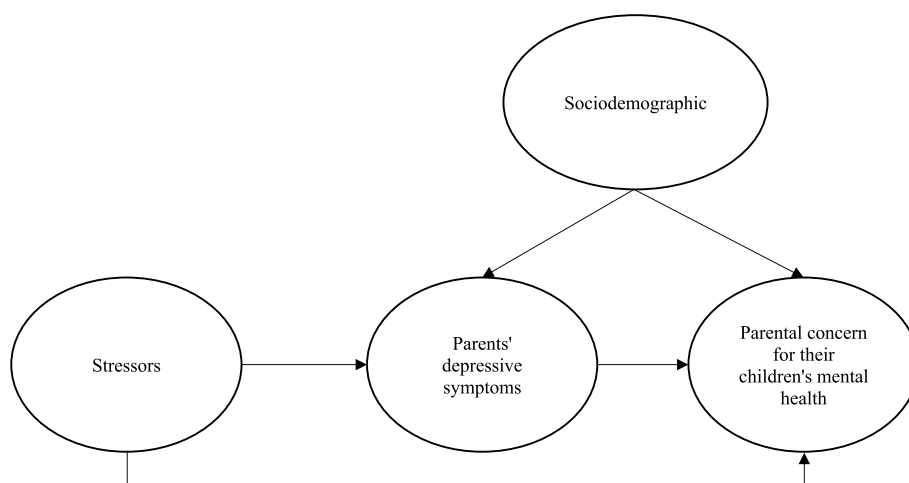 Sociodemographic
Stressors
Parents'
depressive
symptoms
Parental concern
for their
children's mental
health